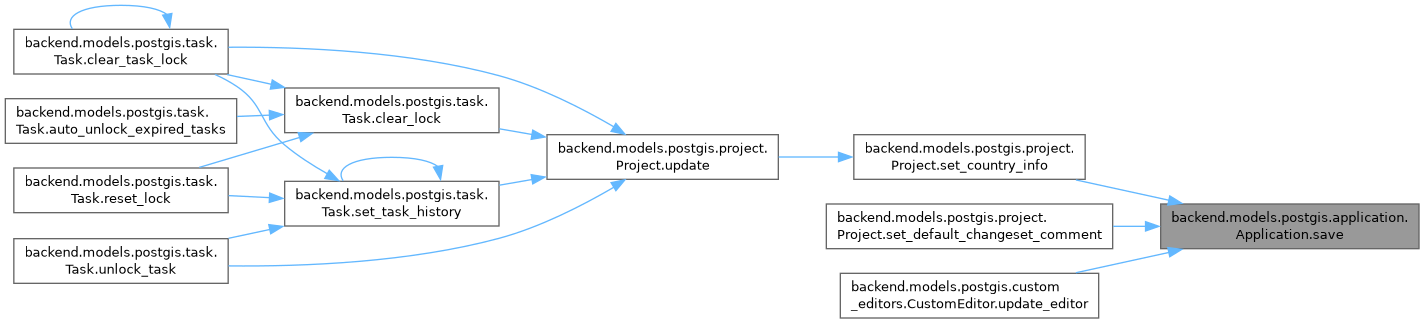 backend.models.postgis.task.
Task.clear_task_lock
backend.models.postgis.task.
Task.auto_unlock_expired_tasks
backend.models.postgis.task.
Task.reset_lock
backend.models.postgis.task.
Task.unlock_task
backend.models.postgis.task.
Task.clear_lock
backend.models.postgis.task.
Task.set_task_history
backend.models.postgis.project.
Project.update
backend.models.postgis.project.
Project.set_country_info
backend.models.postgis.project.
Project.set_default_changeset_comment
backend.models.postgis.custom
_editors.CustomEditor.update_editor
backend.models.postgis.application.
Application.save